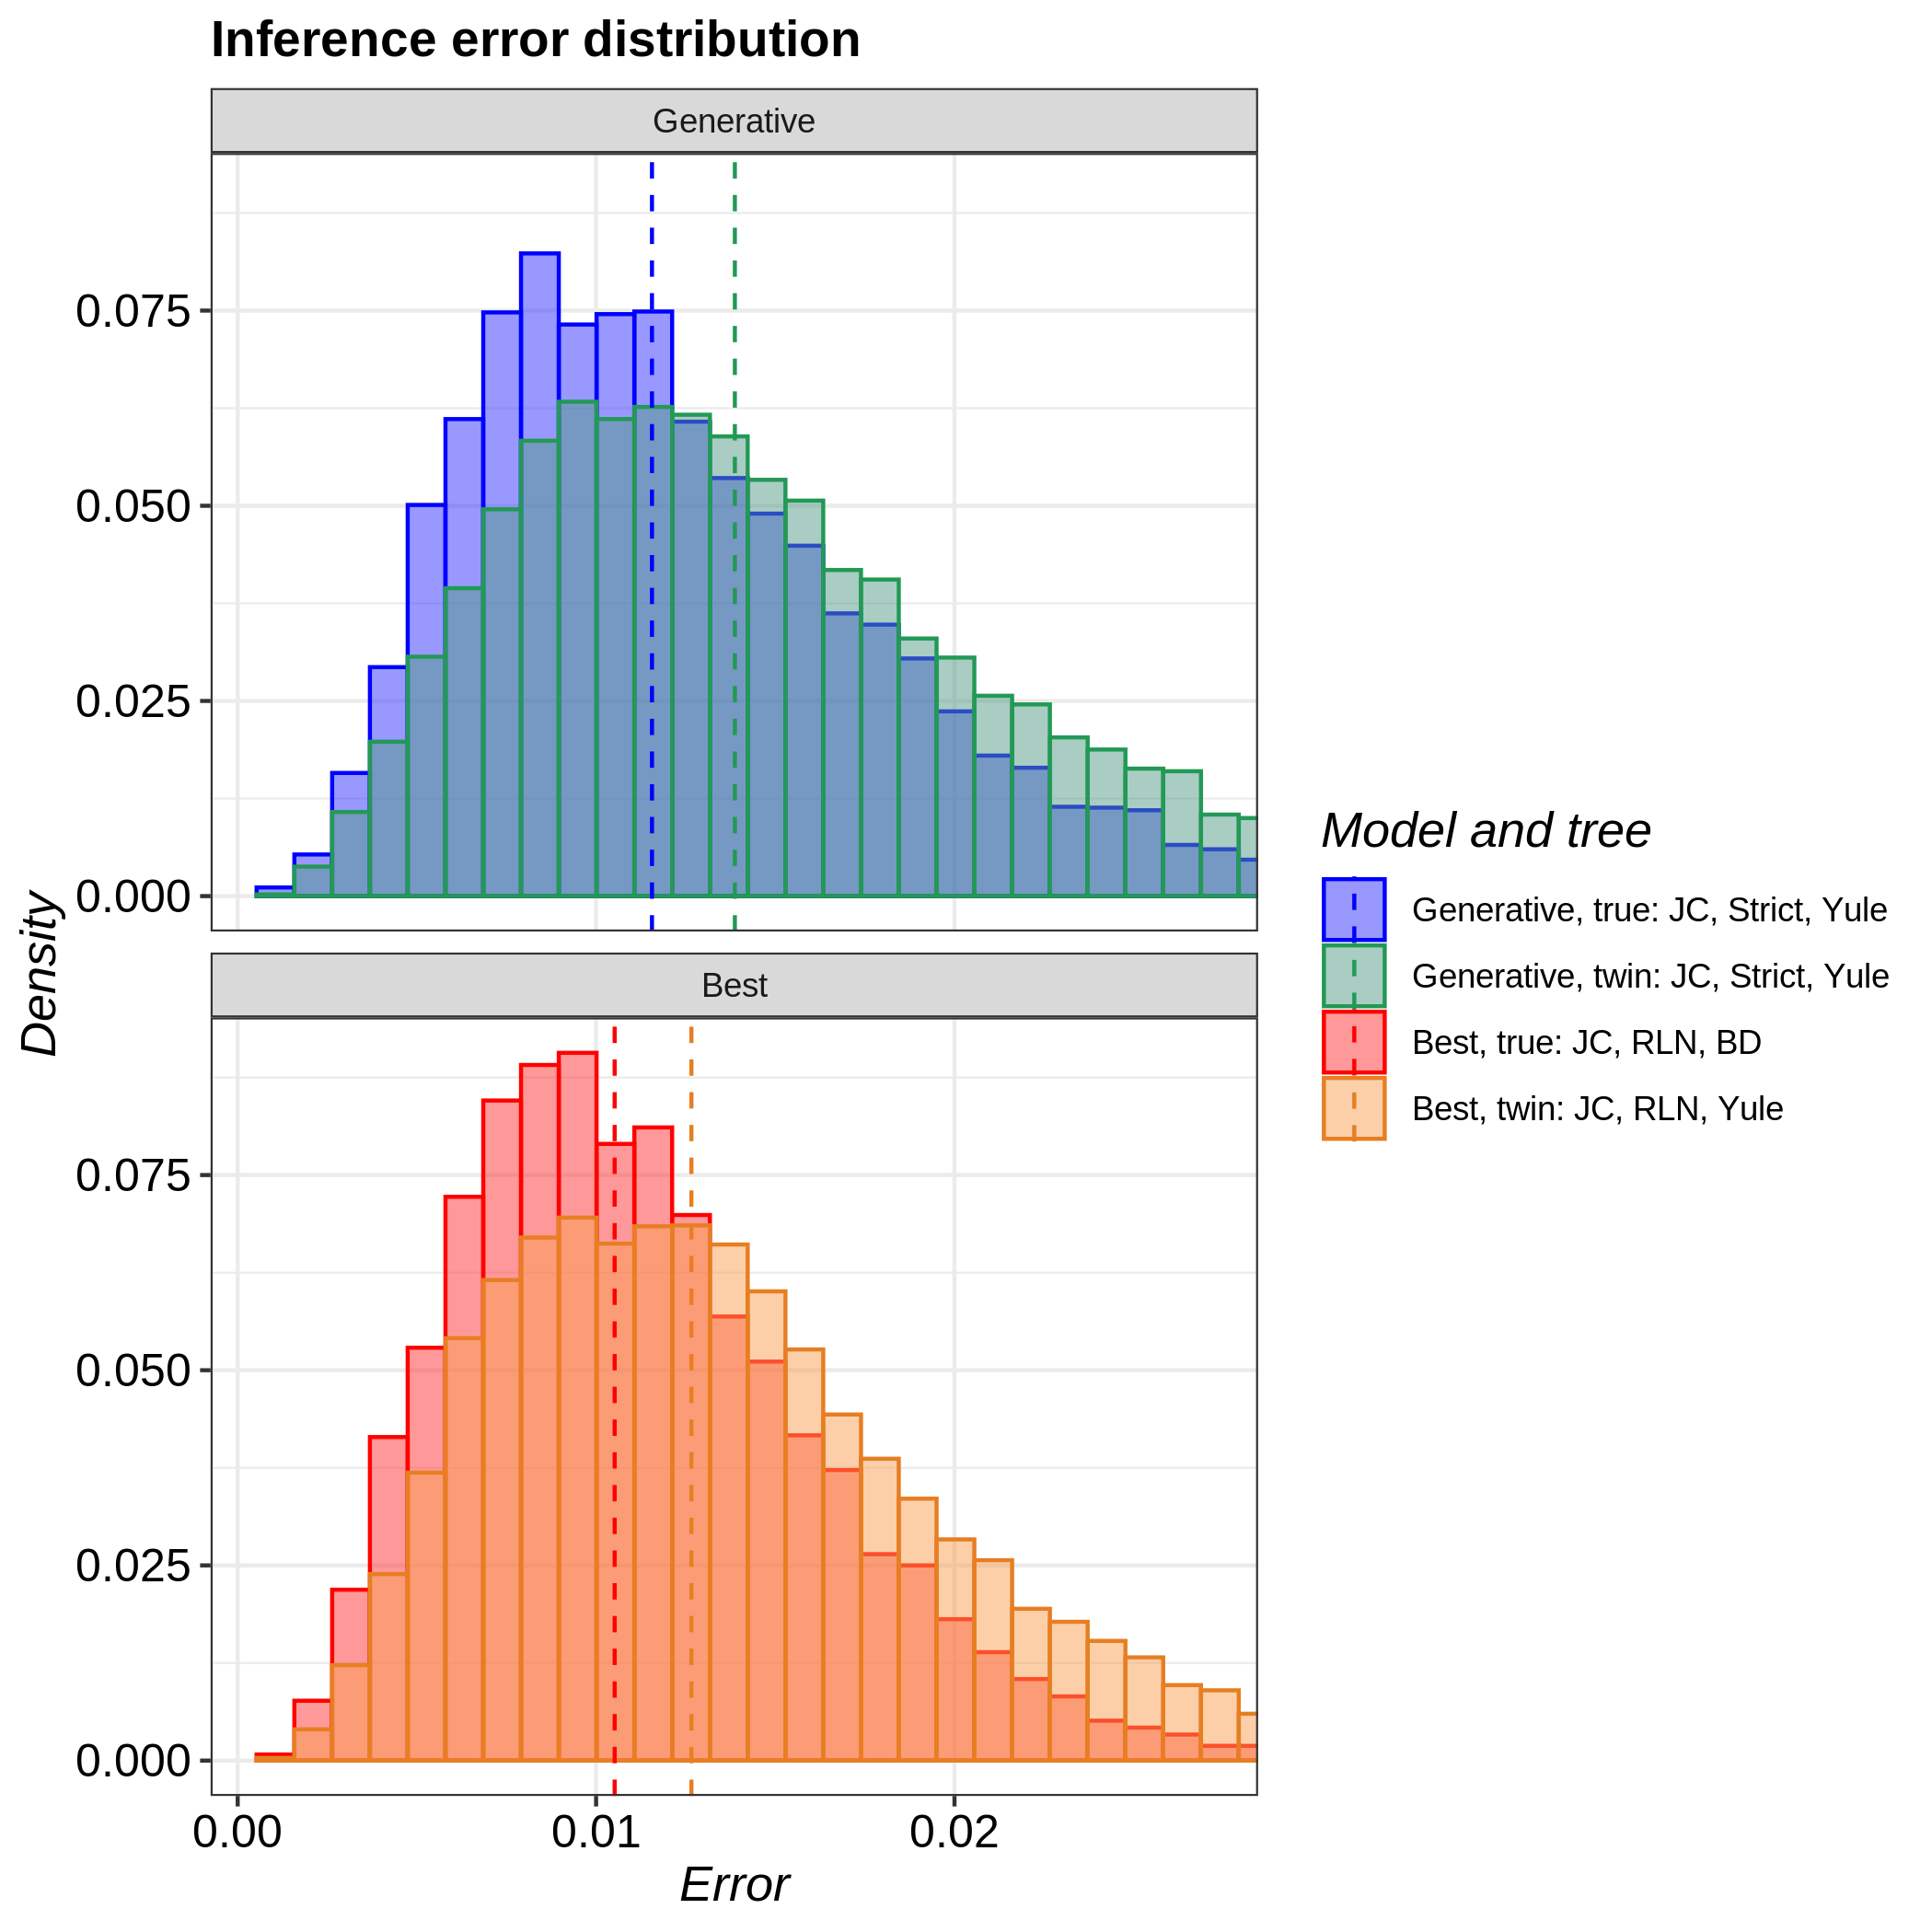 Inference error distribution
Generative
0.075
0.050
0.025
0.000
Best
0.075
0.050
0.025
0.000
0.00 0.01 0.02
Error
Density
Model and tree
Generative, true: JC, Strict, Yule
Generative, twin: JC, Strict, Yule
Best, true: JC, RLN, BD
Best, twin: JC, RLN, Yule